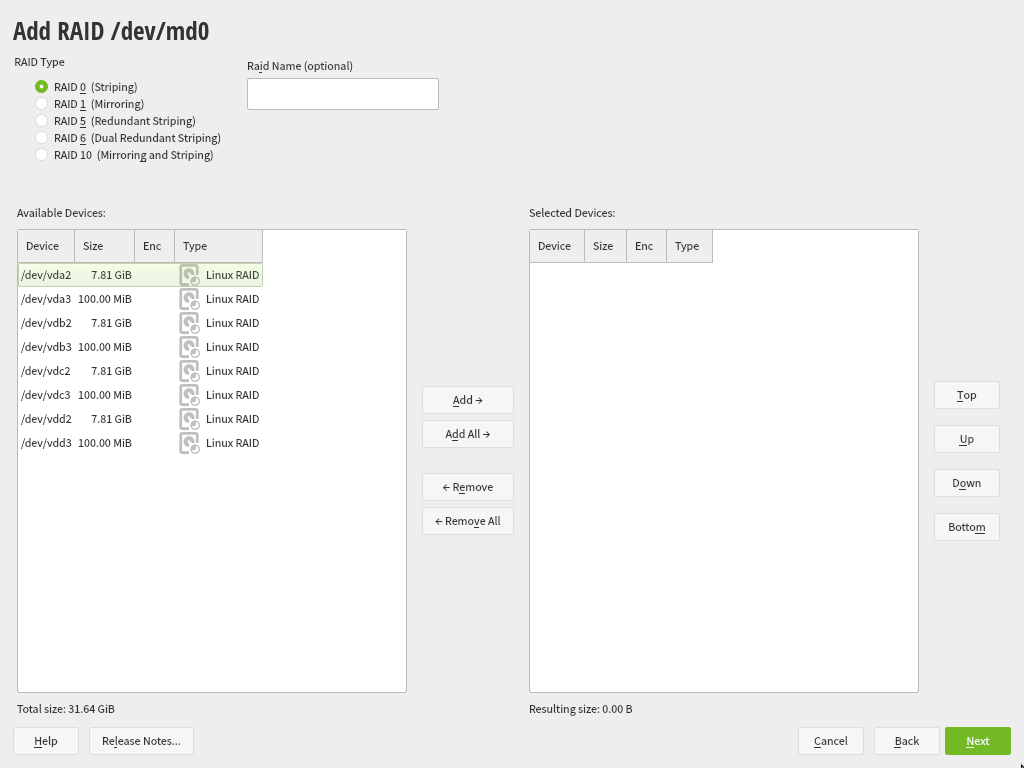 Add RAID /dev/md0
RAID Type
Raid Name (optional)
RAID 0 (Striping)
RAID 1 (Mirroring)
RAID 5 (Redundant Striping)
RAID 6 (Dual Redundant Striping)
RAID 10 (Mirroring and Striping)
Available Devices:
Device Size Enc Type
/dev/vda2 7.81 GiB Linux RAID
/dev/vda3 100.00 MiB Linux RAID
/dev/vdb2 7.81 GiB Linux RAID
/dev/vdb3 100.00 MiB Linux RAID
/dev/vdc2 7.81 GiB Linux RAID
/dev/vdc3 100.00 MiB Linux RAID
/dev/vdd2 7.81 GiB Linux RAID
/dev/vdd3 100.00 MiB Linux RAID
Total size: 31.64 GiB
Add →
Add All →
← Remove
← Remove All
Selected Devices:
Device Size Enc Type
Resulting size: 0.00 B
Top
Up
Down
Bottom
Help
Release Notes...
Cancel
Back
Next